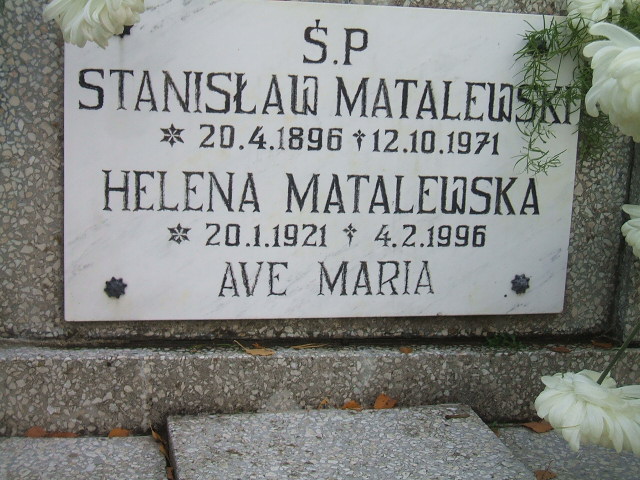 Ś.P
STANISŁAW MATALEWSKI
* 20.4.1896 † 12.10.1971
HELENA MATALEWSKA
* 20.1.1921 † 4.2.1996
AVE MARIA